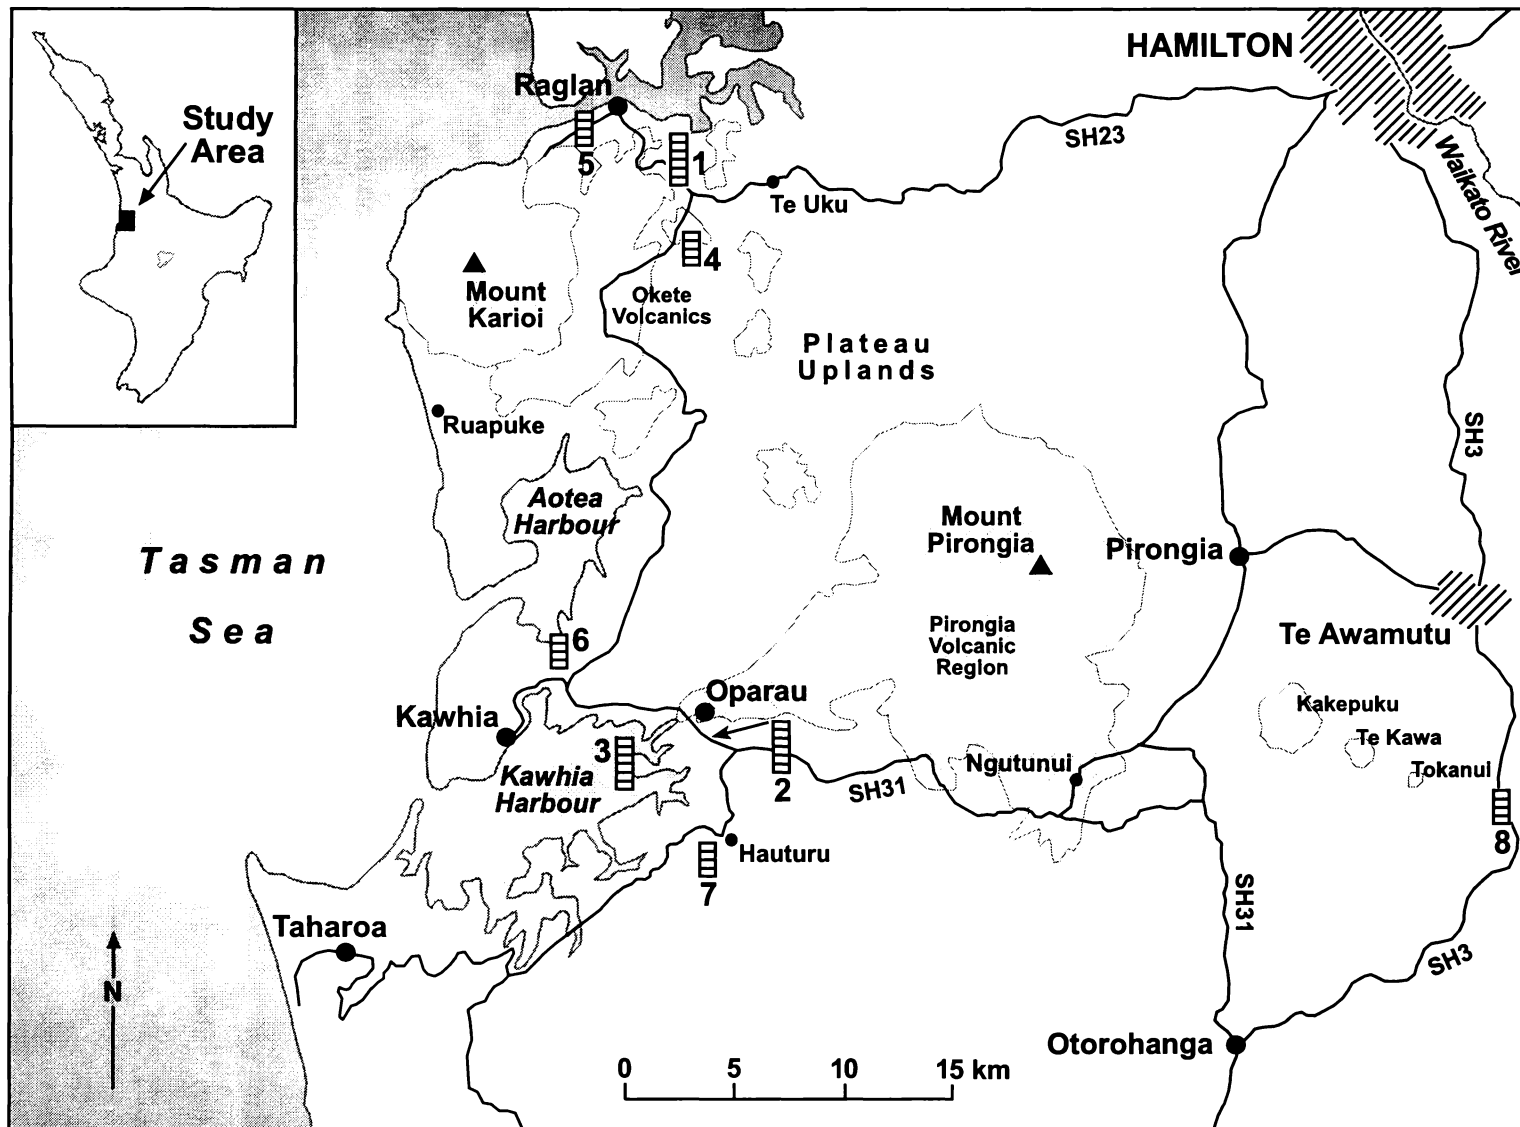 Study
Area
HAMILTON
Raglan
5
1
SH23
Te Uku
Waikato River
4
Mount
Karioi
Okete
Volcanics
Plateau
Uplands
Ruapuke
SH3
Aotea
Harbour
Mount
Pirongia
Pirongia
Tasman
Sea
6
Pirongia
Volcanic
Region
Te Awamutu
Oparau
Kawhia
Kakepuku
3
Te Kawa
Kawhia
Harbour
2
SH31
Ngutunui
Tokanui
8
Hauturu
7
SH31
Taharoa
SH3
N
Otorohanga
0 5 10 15 km